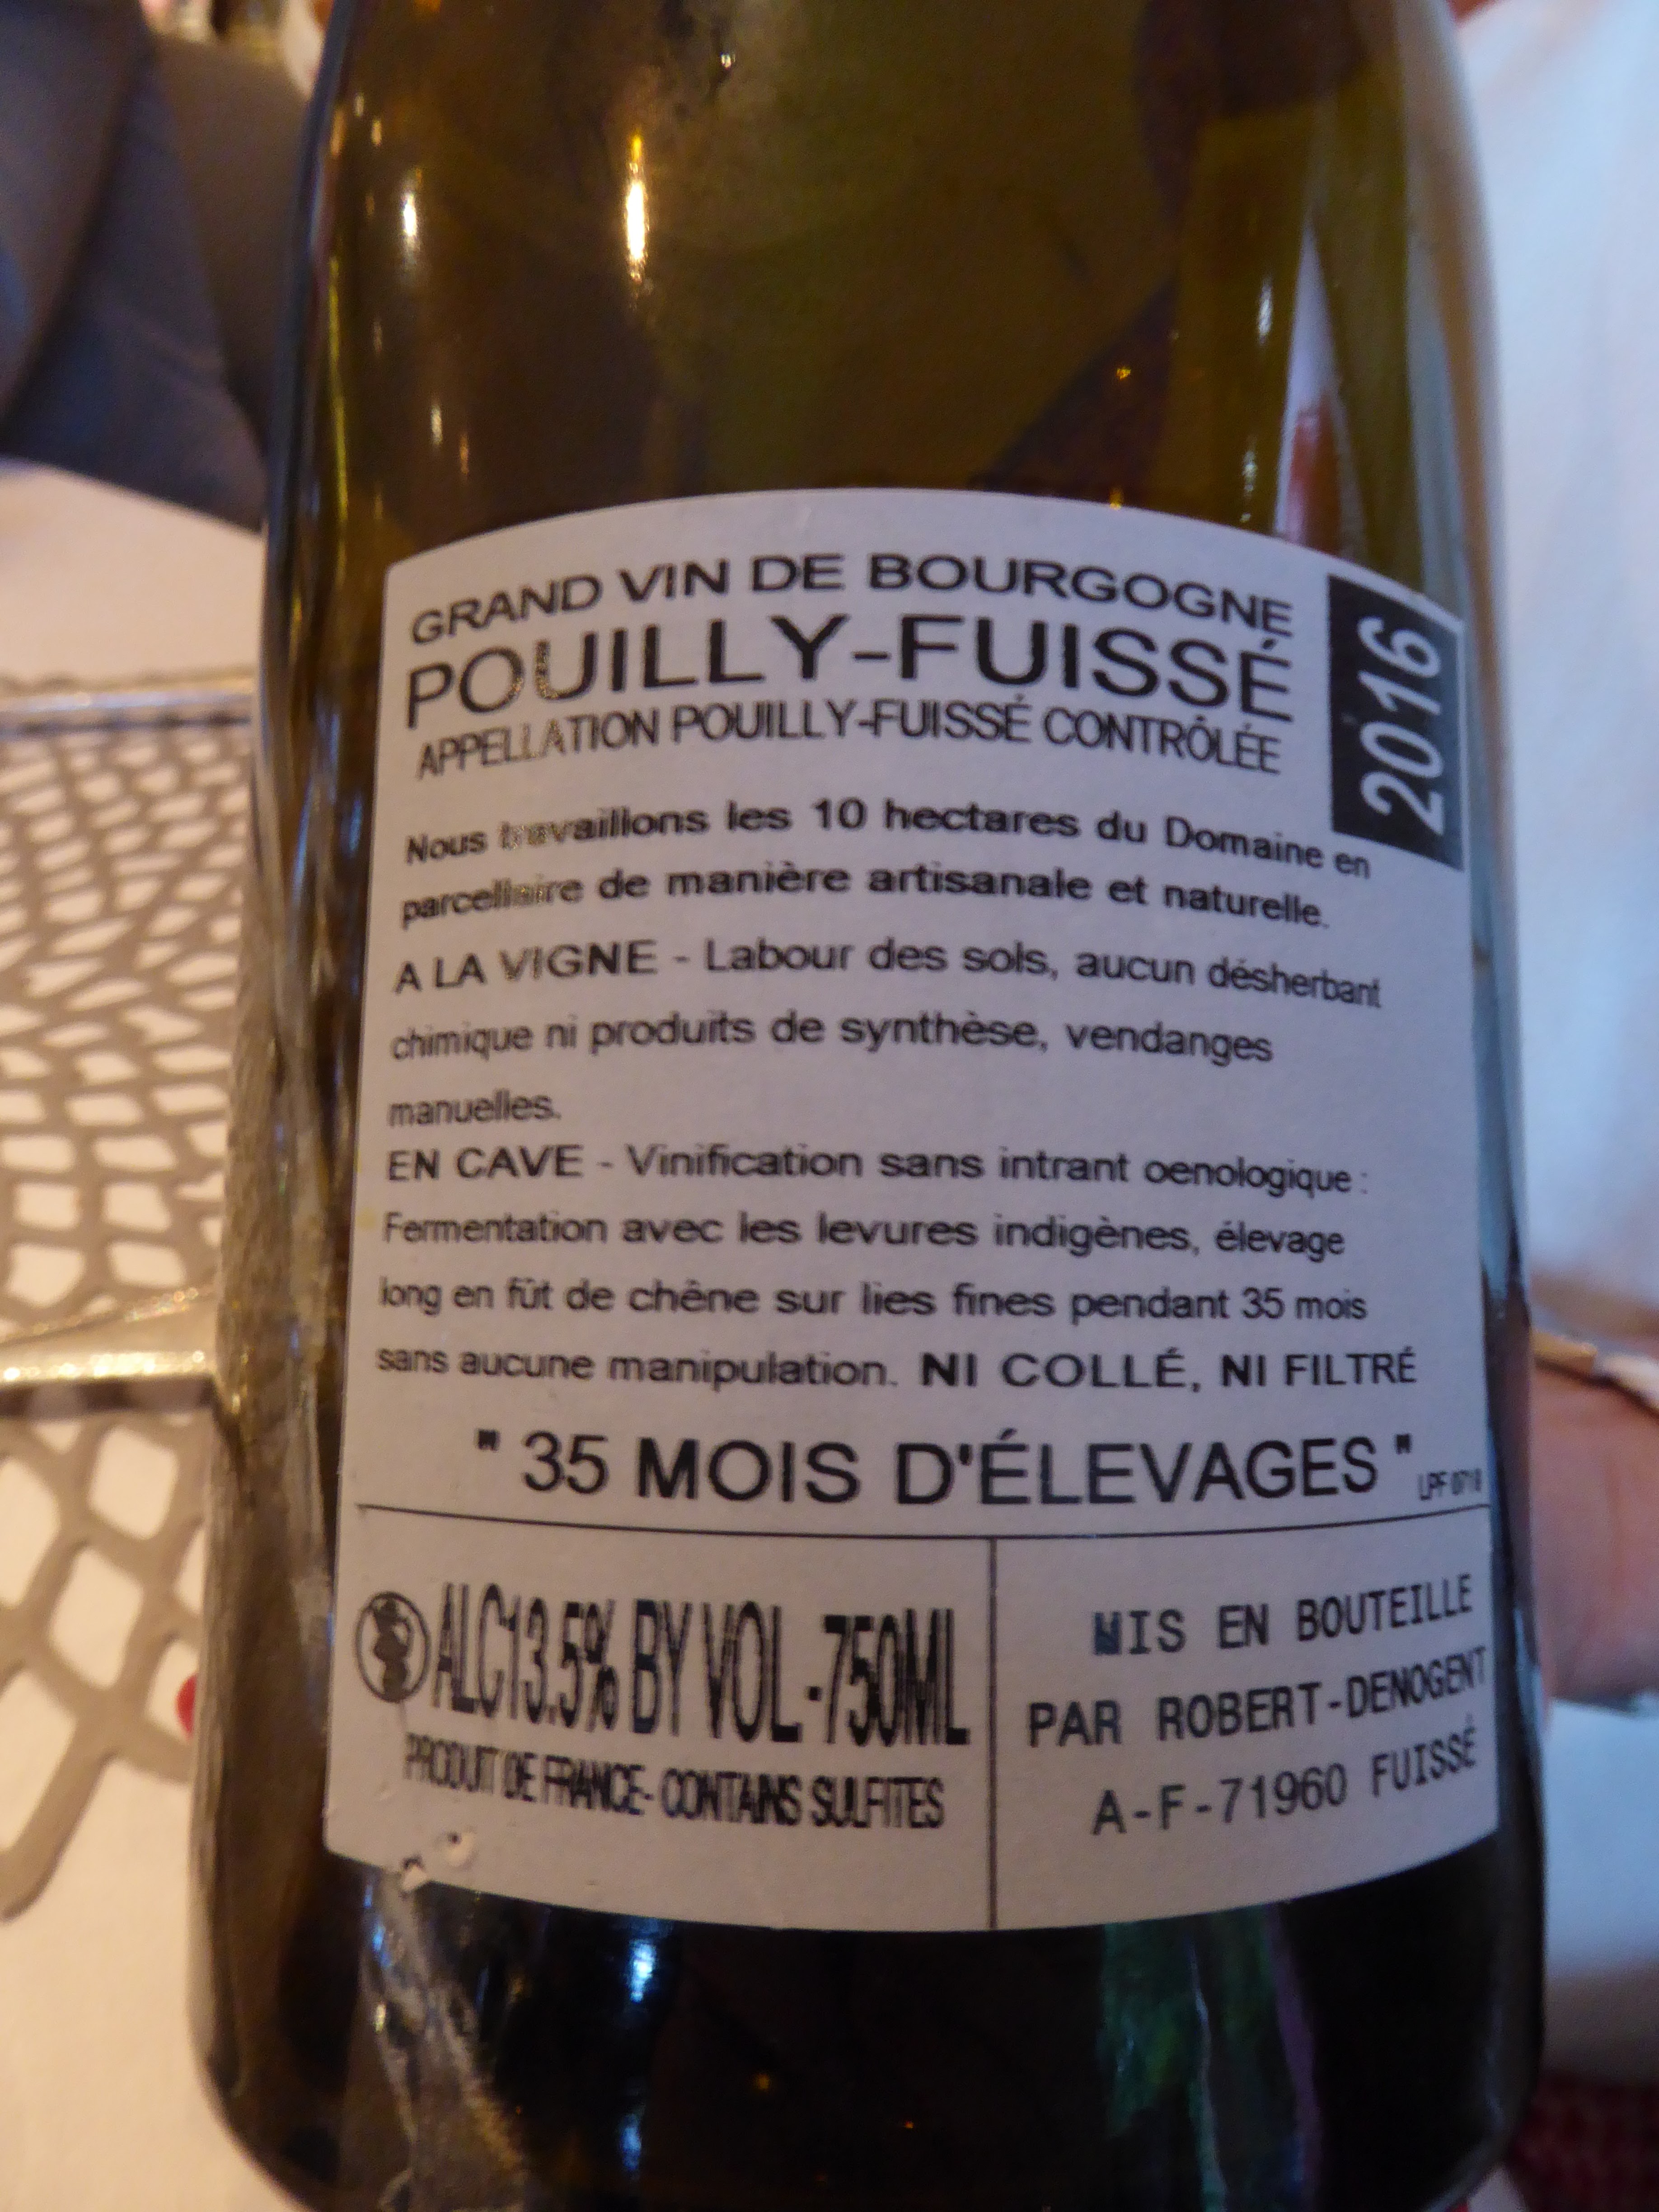 GRAND VIN DE BOURGOGNE
POUILLY-FUISSÉ
APPELLATION POUILLY-FUISSÉ CONTRÔLÉE
2016
Nous travaillons les 10 hectares du Domaine en
parcellaire de manière artisanale et naturelle.
A LA VIGNE - Labour des sols, aucun désherbant
chimique ni produits de synthèse, vendanges
manuelles.
EN CAVE - Vinification sans intrant oenologique :
Fermentation avec les levures indigènes, élevage
long en fût de chêne sur lies fines pendant 35 mois
sans aucune manipulation. NI COLLÉ, NI FILTRÉ
" 35 MOIS D'ÉLEVAGES "
LPF
ALC13.5% BY VOL -750ML
PRODUIT DE FRANCE- CONTAINS SULFITES
MIS EN BOUTEILLE
PAR ROBERT-DENOGENT
A-F-71960 FUISSÉ